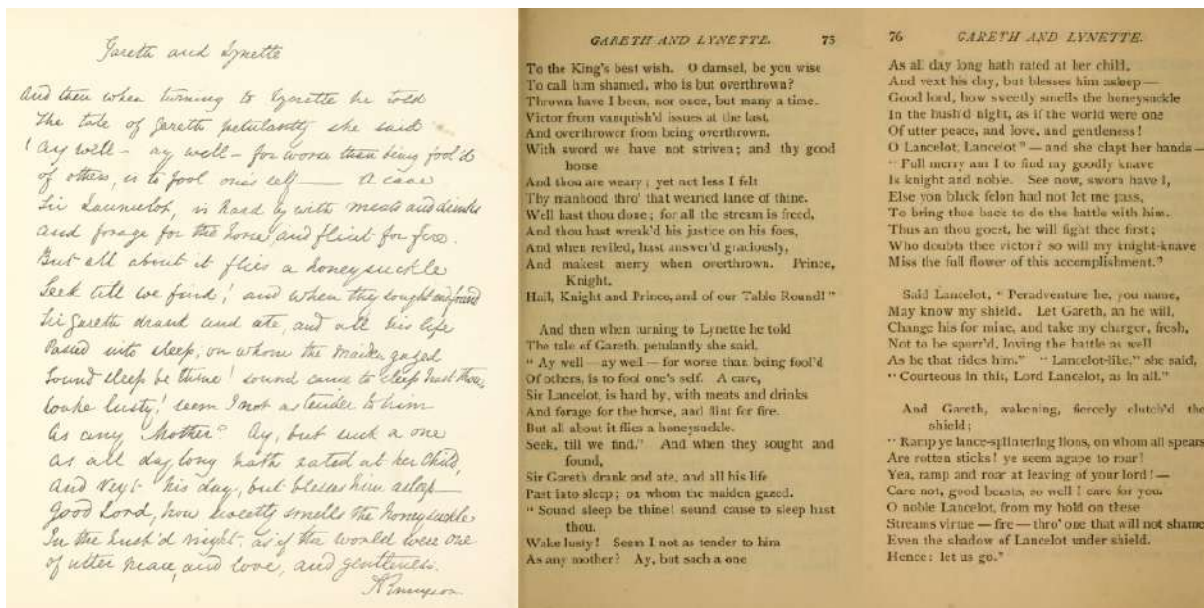 Gareth and Lynette
And then when turning to Lynette he told
The tale of Gareth petulantly she said
'Ay well – ay well – for worse than being fool'd
of others, is to fool one's self — A cave
Sir Launcelot, is hard by with meats and drinks
and forage for the horse and flint for fire.
But all about it flies a honeysuckle
Seek till we find,' and when they sought and found
Sir Gareth drank and ate, and all his life
Passed into sleep, on whom the maiden gazed
Sound sleep be thine! sound cause to sleep hast thou,
Wake lusty! seem I not as tender to him
As any Mother? Ay, but such a one
As all day long hath rated at her Child,
And vext his day, but blesses him asleep —
Good Lord, how sweetly smells the honeysuckle
In the hush'd night, as if the world were one
Of utter peace, and love, and gentleness.
A Tennyson
GARETH AND LYNETTE. 75
To the King's best wish. O damsel, be you wise
To call him shamed, who is but overthrown?
Thrown have I been, nor once, but many a time.
Victor from vanquish'd issues at the last,
And overthrower from being overthrown.
With sword we have not striven; and thy good
horse
And thou are weary; yet not less I felt
Thy manhood thro' that wearied lance of thine.
Well hast thou done; for all the stream is freed,
And thou hast wreak'd his justice on his foes,
And when reviled, hast answer'd graciously,
And makest merry when overthrown. Prince,
Knight,
Hail, Knight and Prince, and of our Table Round!"
And then when turning to Lynette he told
The tale of Gareth, petulantly she said,
"Ay well — ay well — for worse than being fool'd
Of others, is to fool one's self. A cave,
Sir Lancelot, is hard by, with meats and drinks
And forage for the horse, and flint for fire.
But all about it flies a honeysuckle.
Seek, till we find." And when they sought and
found,
Sir Gareth drank and ate, and all his life
Past into sleep; on whom the maiden gazed.
"Sound sleep be thine! sound cause to sleep hast
thou.
Wake lusty! Seem I not as tender to him
As any mother? Ay, but such a one
76 GARETH AND LYNETTE.
As all day long hath rated at her child,
And vext his day, but blesses him asleep —
Good lord, how sweetly smells the honeysuckle
In the hush'd night, as if the world were one
Of utter peace, and love, and gentleness!
O Lancelot, Lancelot" — and she clapt her hands —
"Full merry am I to find my goodly knave
Is knight and noble. See now, sworn have I,
Else yon black felon had not let me pass,
To bring thee back to do the battle with him.
Thus an thou goest, he will fight thee first;
Who doubts thee victor? so will my knight-knave
Miss the full flower of this accomplishment."
Said Lancelot, "Peradventure he, you name,
May know my shield. Let Gareth, an he will,
Change his for mine, and take my charger, fresh,
Not to be spurr'd, loving the battle as well
As he that rides him." "Lancelot-like," she said,
"Courteous in this, Lord Lancelot, as in all."
And Gareth, wakening, fiercely clutch'd the
shield;
"Ramp ye lance-splintering lions, on whom all spears
Are rotten sticks! ye seem agape to roar!
Yea, ramp and roar at leaving of your lord! —
Care not, good beasts, so well I care for you.
O noble Lancelot, from my hold on these
Streams virtue — fire — thro' one that will not shame
Even the shadow of Lancelot under shield.
Hence: let us go."